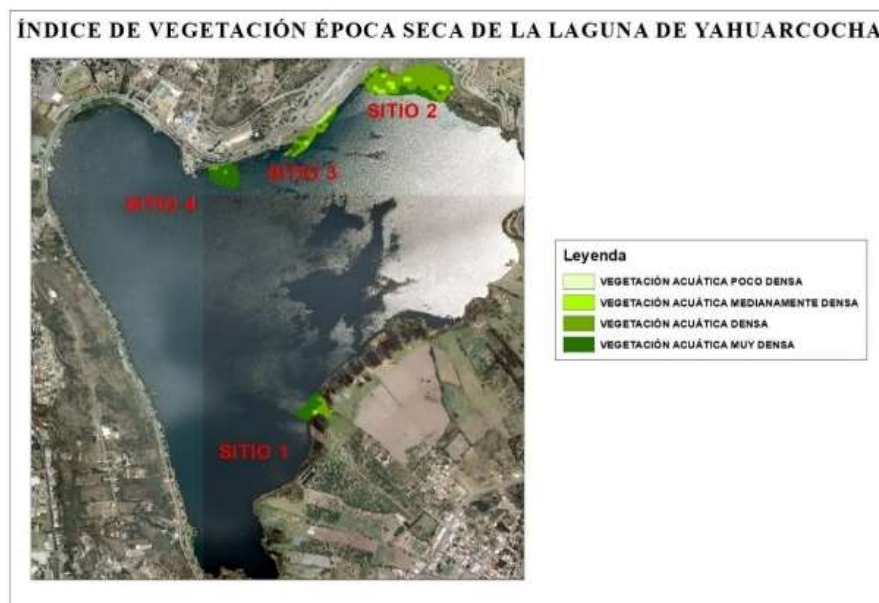 ÍNDICE DE VEGETACIÓN ÉPOCA SECA DE LA LAGUNA DE YAHUARCOCHA
SITIO 2
SITIO 3
SITIO 4
SITIO 1
Leyenda
VEGETACIÓN ACUÁTICA POCO DENSA
VEGETACIÓN ACUÁTICA MEDIANAMENTE DENSA
VEGETACIÓN ACUÁTICA DENSA
VEGETACIÓN ACUÁTICA MUY DENSA